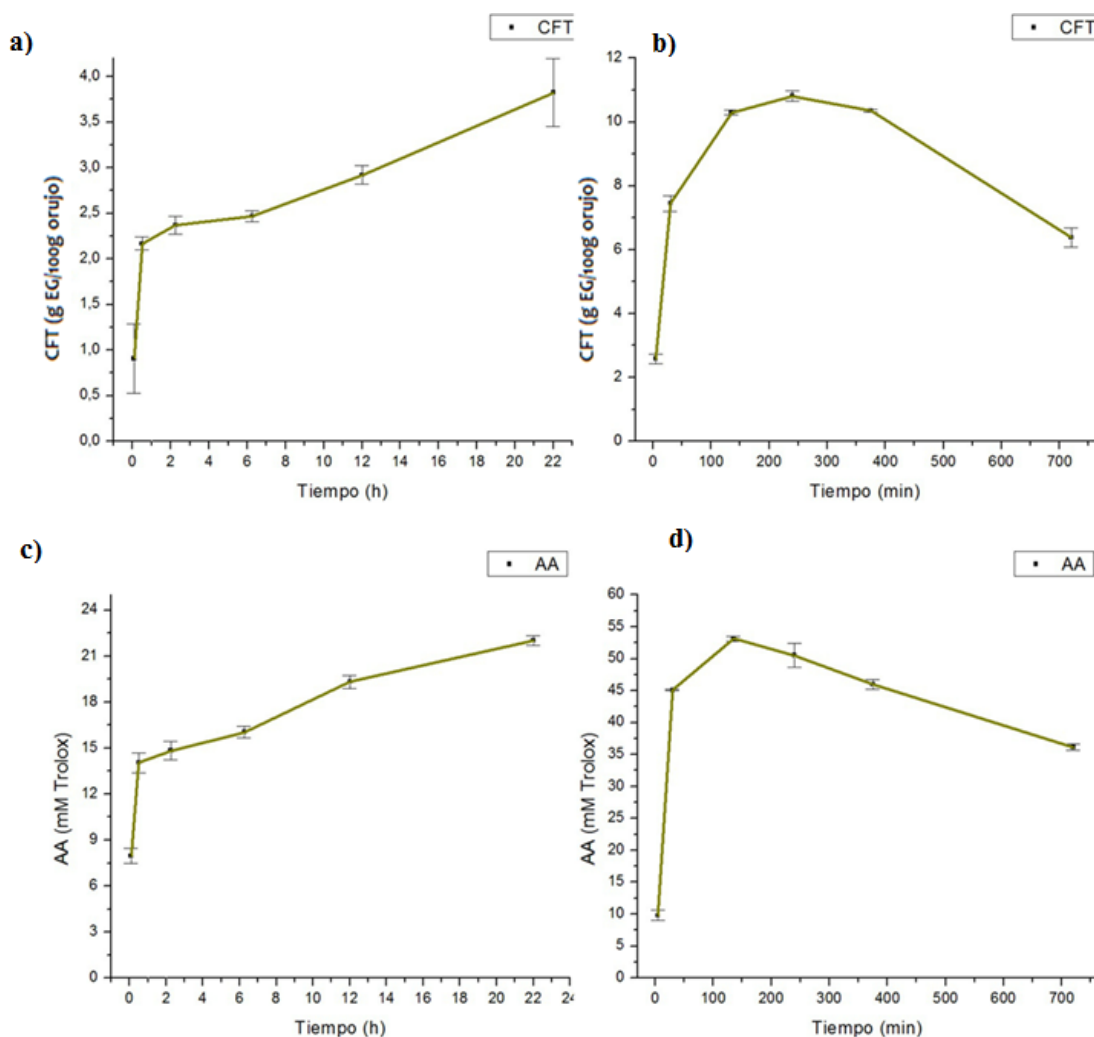 a)
CFT
CFT (g EG/100g orujo)
4,0
3,5
3,0
2,5
2,0
1,5
1,0
0,5
0,0
0 2 4 6 8 10 12 14 16 18 20 22
Tiempo (h)
b)
CFT
CFT (g EG/100g orujo)
12
10
8
6
4
2
0
0 100 200 300 400 500 600 700
Tiempo (min)
c)
AA
AA (mM Trolox)
24
21
18
15
12
9
6
3
0
0 2 4 6 8 10 12 14 16 18 20 22 24
Tiempo (h)
d)
AA
AA (mM Trolox)
60
55
50
45
40
35
30
25
20
15
10
5
0
0 100 200 300 400 500 600 700
Tiempo (min)